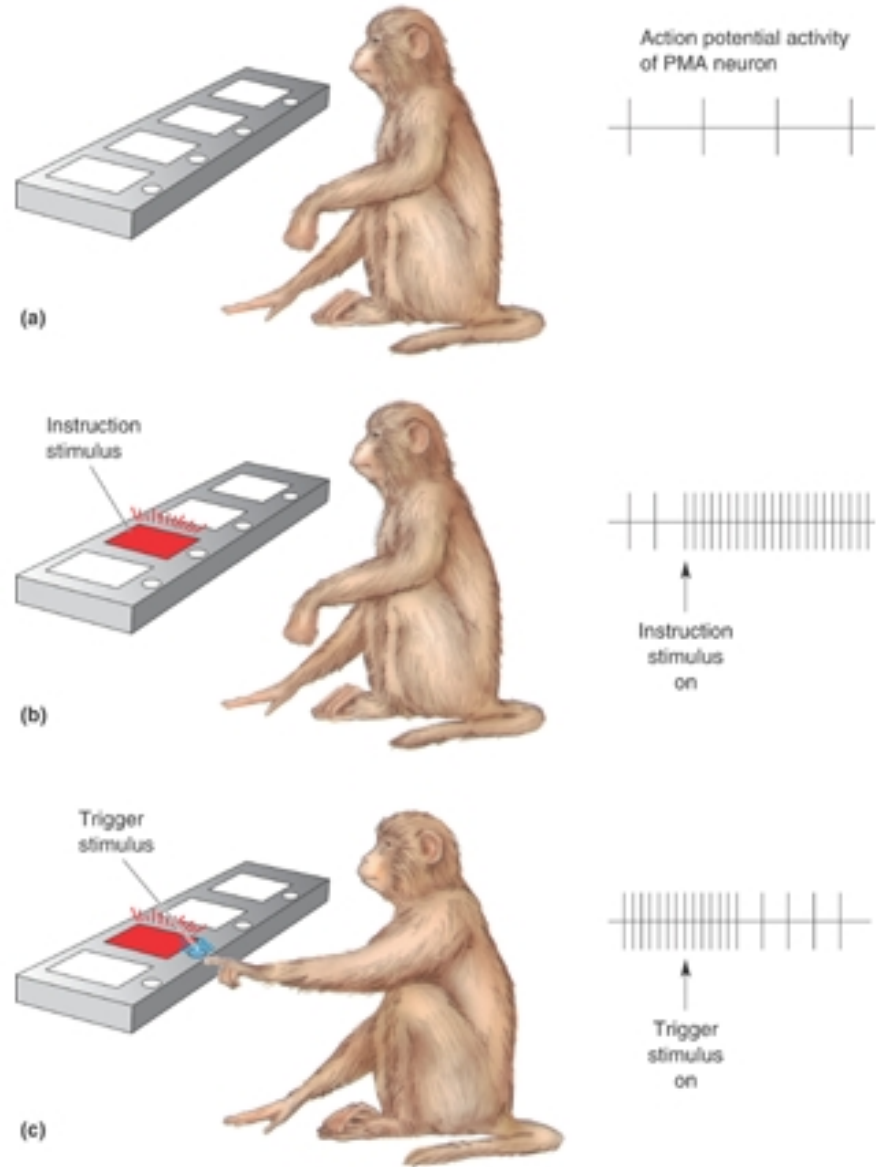 Action potential activity
of PMA neuron
(a)
Instruction
stimulus
Instruction
stimulus
on
(b)
Trigger
stimulus
Trigger
stimulus
on
(c)